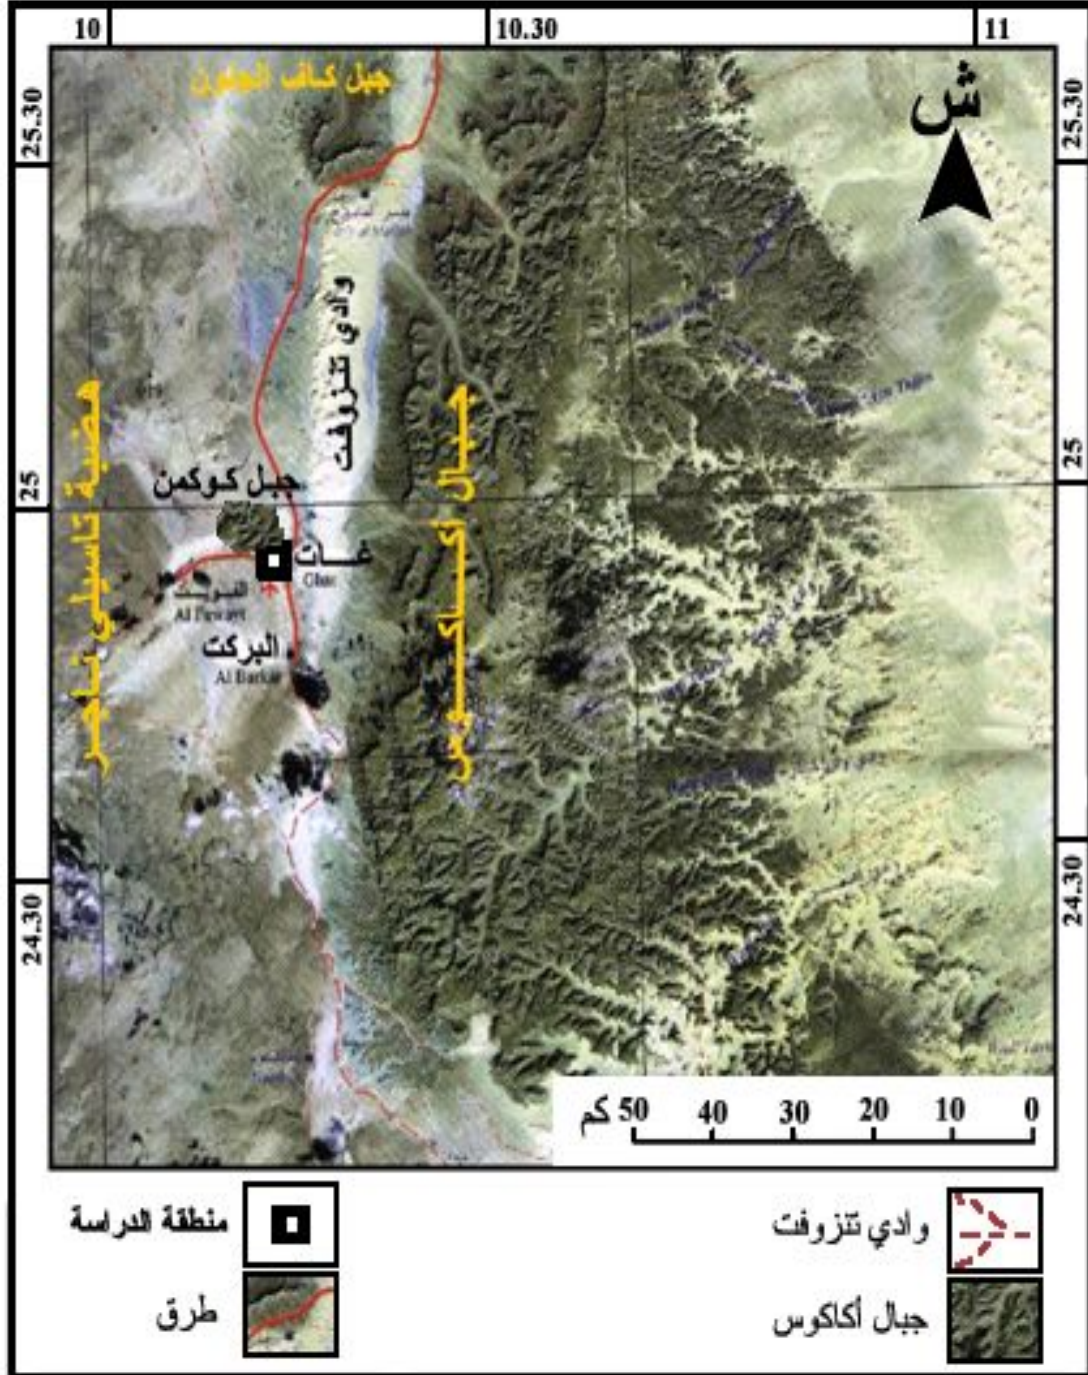 10
10.30
11
25.30
25.30
جبل كاف الجنون
ش
وادي تنزوفت
هضبة تاسيلي ناجر
جبال أكاكوس
25
25
جبل كوكمن
غات
Ghat
Al Fewet
البركت
Al Barkat
24.30
24.30
كم 50 40 30 20 10 0
منطقة الدراسة
وادي تنزوفت
طرق
جبال أكاكوس